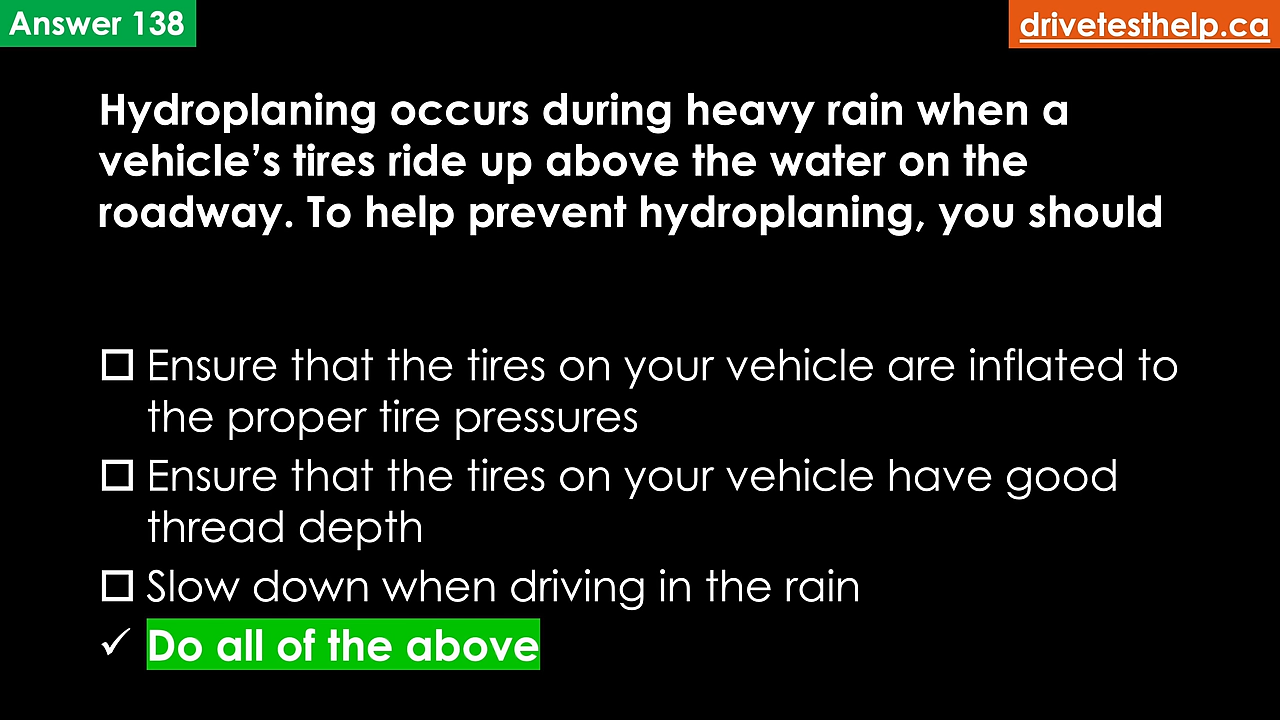 Answer 138
drivetesthelp.ca
Hydroplaning occurs during heavy rain when a
vehicle’s tires ride up above the water on the
roadway. To help prevent hydroplaning, you should
Ensure that the tires on your vehicle are inflated to
the proper tire pressures
Ensure that the tires on your vehicle have good
thread depth
Slow down when driving in the rain
Do all of the above